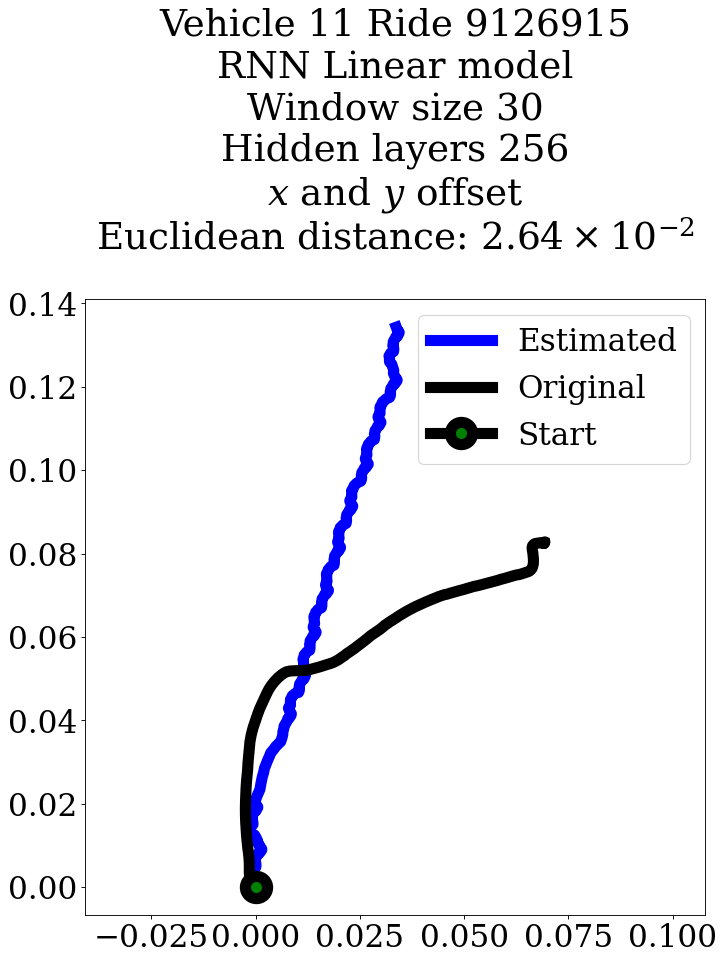 Vehicle 11 Ride 9126915
RNN Linear model
Window size 30
Hidden layers 256
x and y offset
Euclidean distance: 2.64 × 10⁻²
0.14
0.12
0.10
0.08
0.06
0.04
0.02
0.00
Estimated
Original
Start
−0.025 0.000 0.025 0.050 0.075 0.100